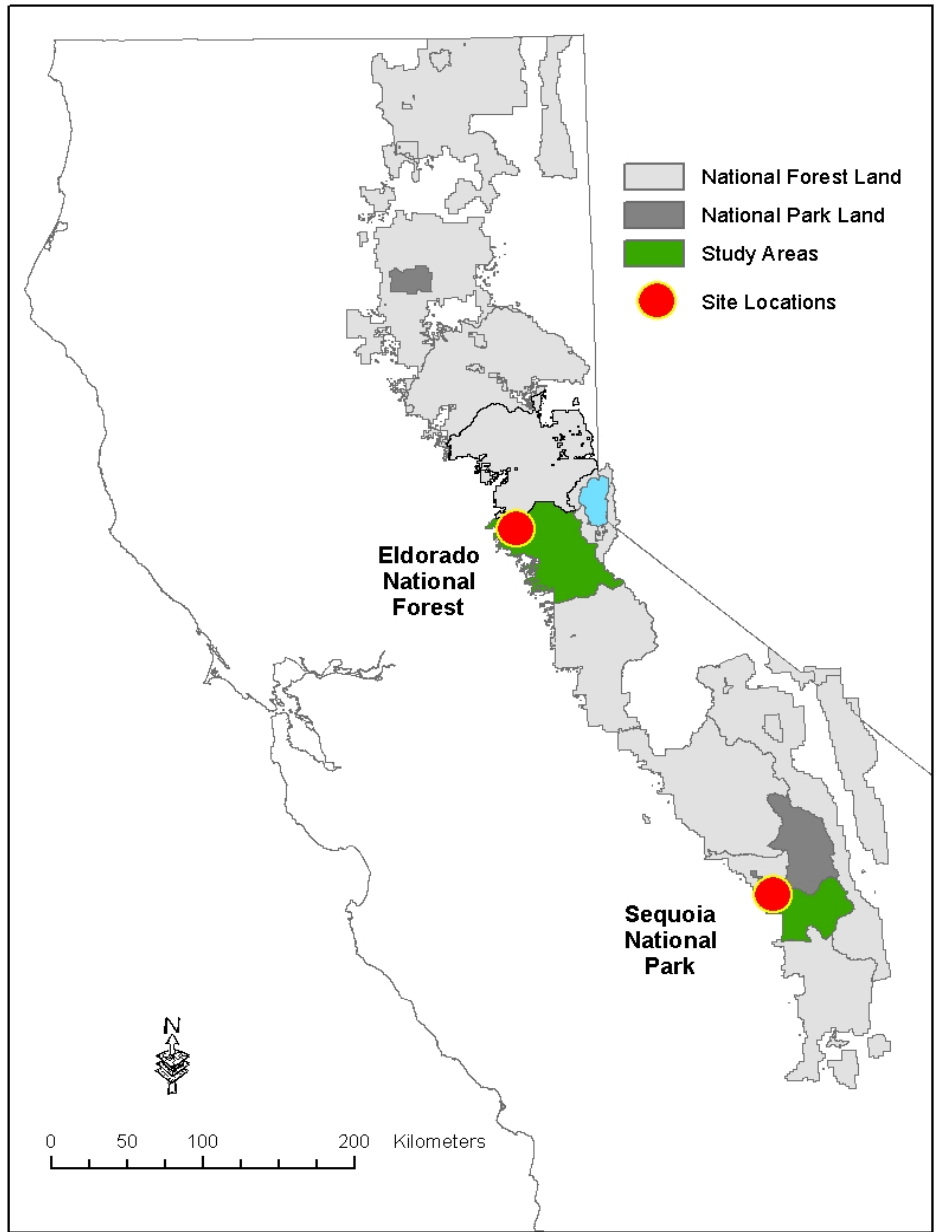 National Forest Land
National Park Land
Study Areas
Site Locations
Eldorado
National
Forest
Sequoia
National
Park
N
0 50 100 200 Kilometers